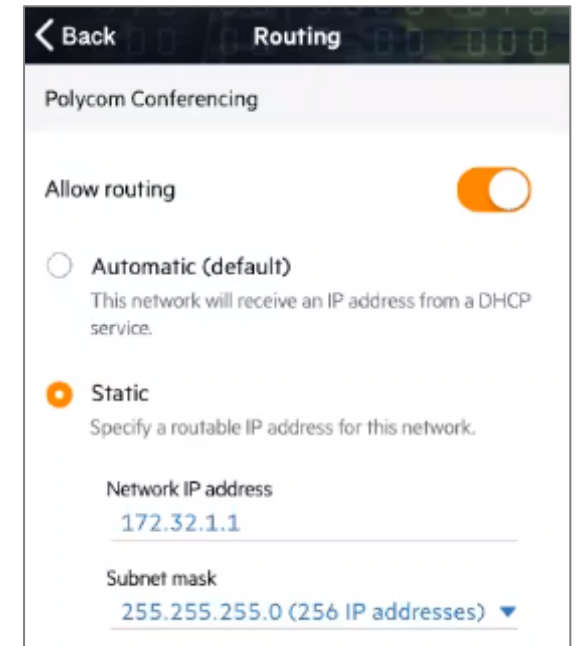 Back Routing
Polycom Conferencing
Allow routing
Automatic (default)
This network will receive an IP address from a DHCP
service.
Static
Specify a routable IP address for this network.
Network IP address
172.32.1.1
Subnet mask
255.255.255.0 (256 IP addresses)